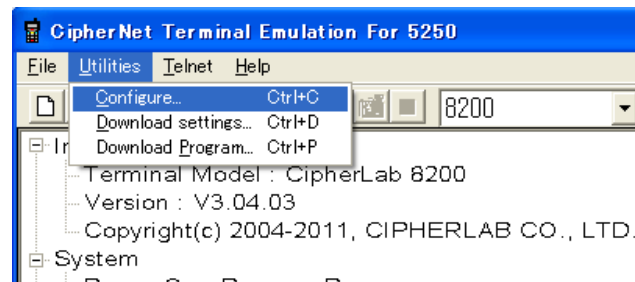 CipherNet Terminal Emulation For 5250
File Utilities Telnet Help
Configure... Ctrl+C
Download settings... Ctrl+D
Download Program... Ctrl+P
8200
Terminal Model : CipherLab 8200
Version : V3.04.03
Copyright(c) 2004-2011, CIPHERLAB CO., LTD.
System